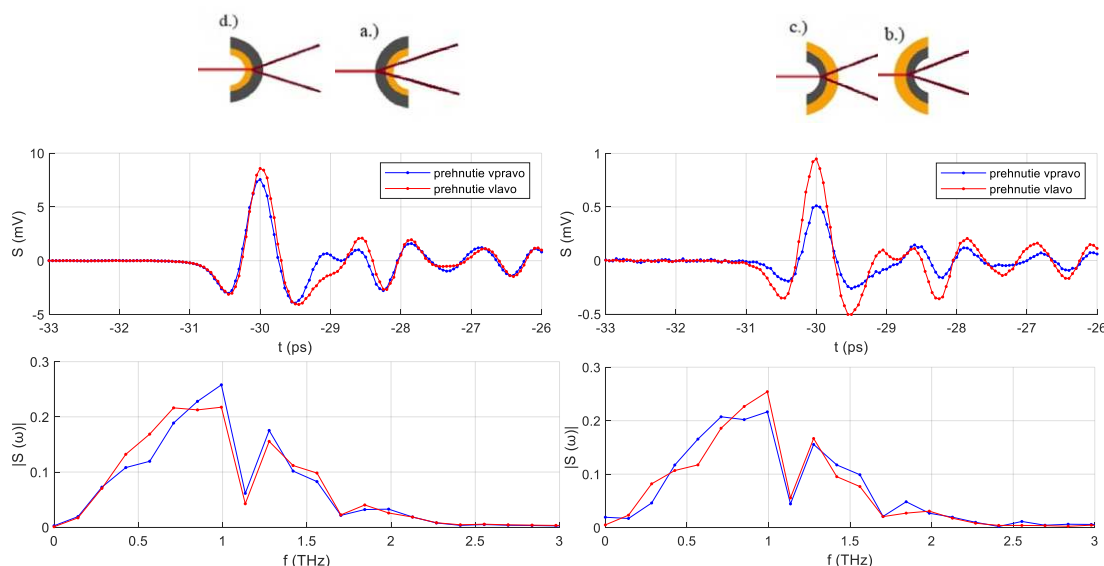 d.)
a.)
c.)
b.)
10
5
0
-5
S (mV)
prehnutie vpravo
prehnutie vlavo
-33
-32
-31
-30
-29
-28
-27
-26
t (ps)
1
0.5
0
-0.5
S (mV)
prehnutie vpravo
prehnutie vlavo
-33
-32
-31
-30
-29
-28
-27
-26
t (ps)
0.3
0.2
0.1
0
|S (ω)|
0
0.5
1
1.5
2
2.5
3
f (THz)
0.3
0.2
0.1
0
|S (ω)|
0
0.5
1
1.5
2
2.5
3
f (THz)